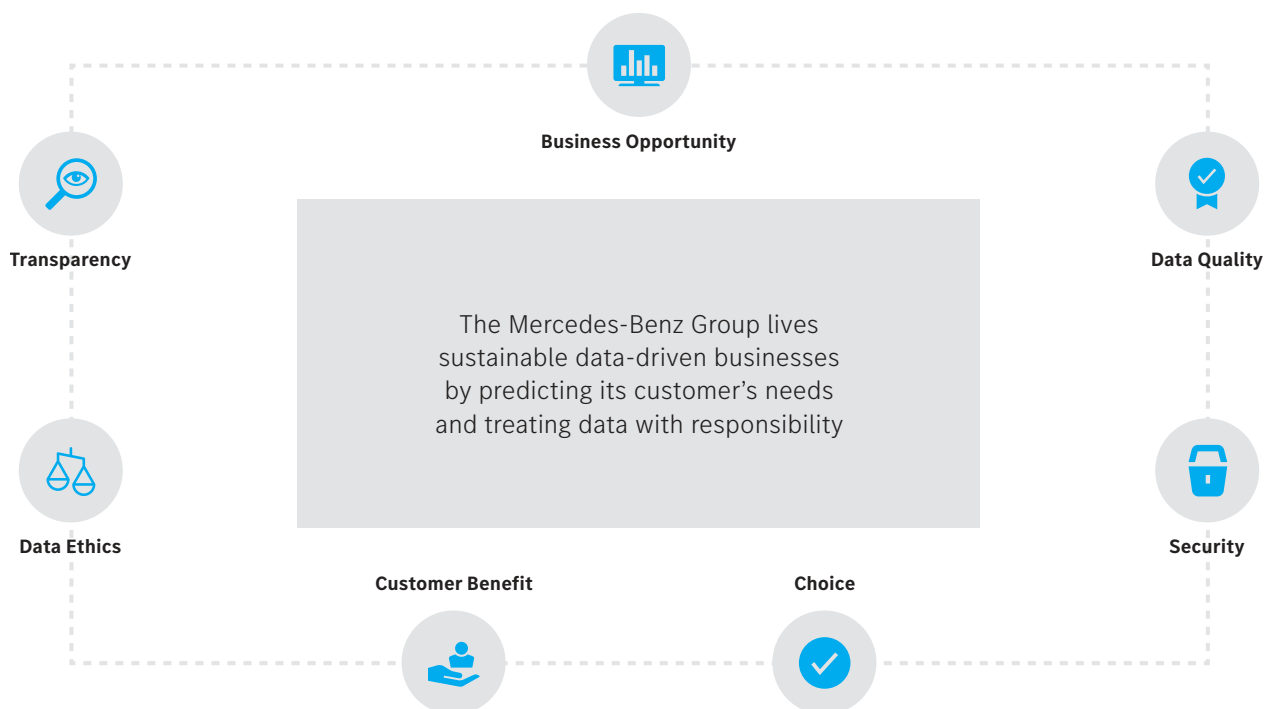 Business Opportunity
Transparency
Data Quality
The Mercedes-Benz Group lives
sustainable data-driven businesses
by predicting its customer’s needs
and treating data with responsibility
Data Ethics
Security
Customer Benefit
Choice